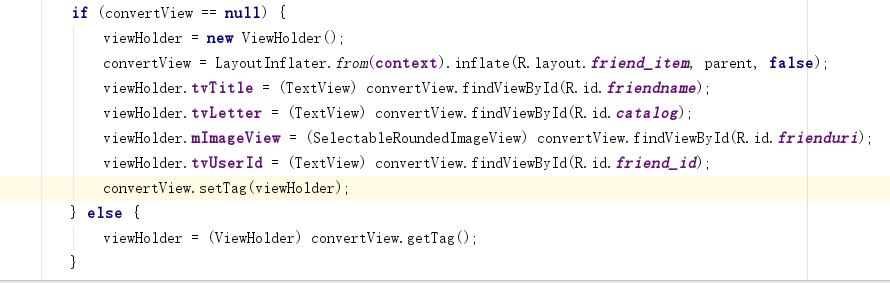 if (convertView == null) {
viewHolder = new ViewHolder();
convertView = LayoutInflater.from(context).inflate(R.layout.friend_item, parent, false);
viewHolder.tvTitle = (TextView) convertView.findViewById(R.id.friendname);
viewHolder.tvLetter = (TextView) convertView.findViewById(R.id.catalog);
viewHolder.mImageView = (SelectableRoundedImageView) convertView.findViewById(R.id.frienduri);
viewHolder.tvUserId = (TextView) convertView.findViewById(R.id.friend_id);
convertView.setTag(viewHolder);
} else {
viewHolder = (ViewHolder) convertView.getTag();
}